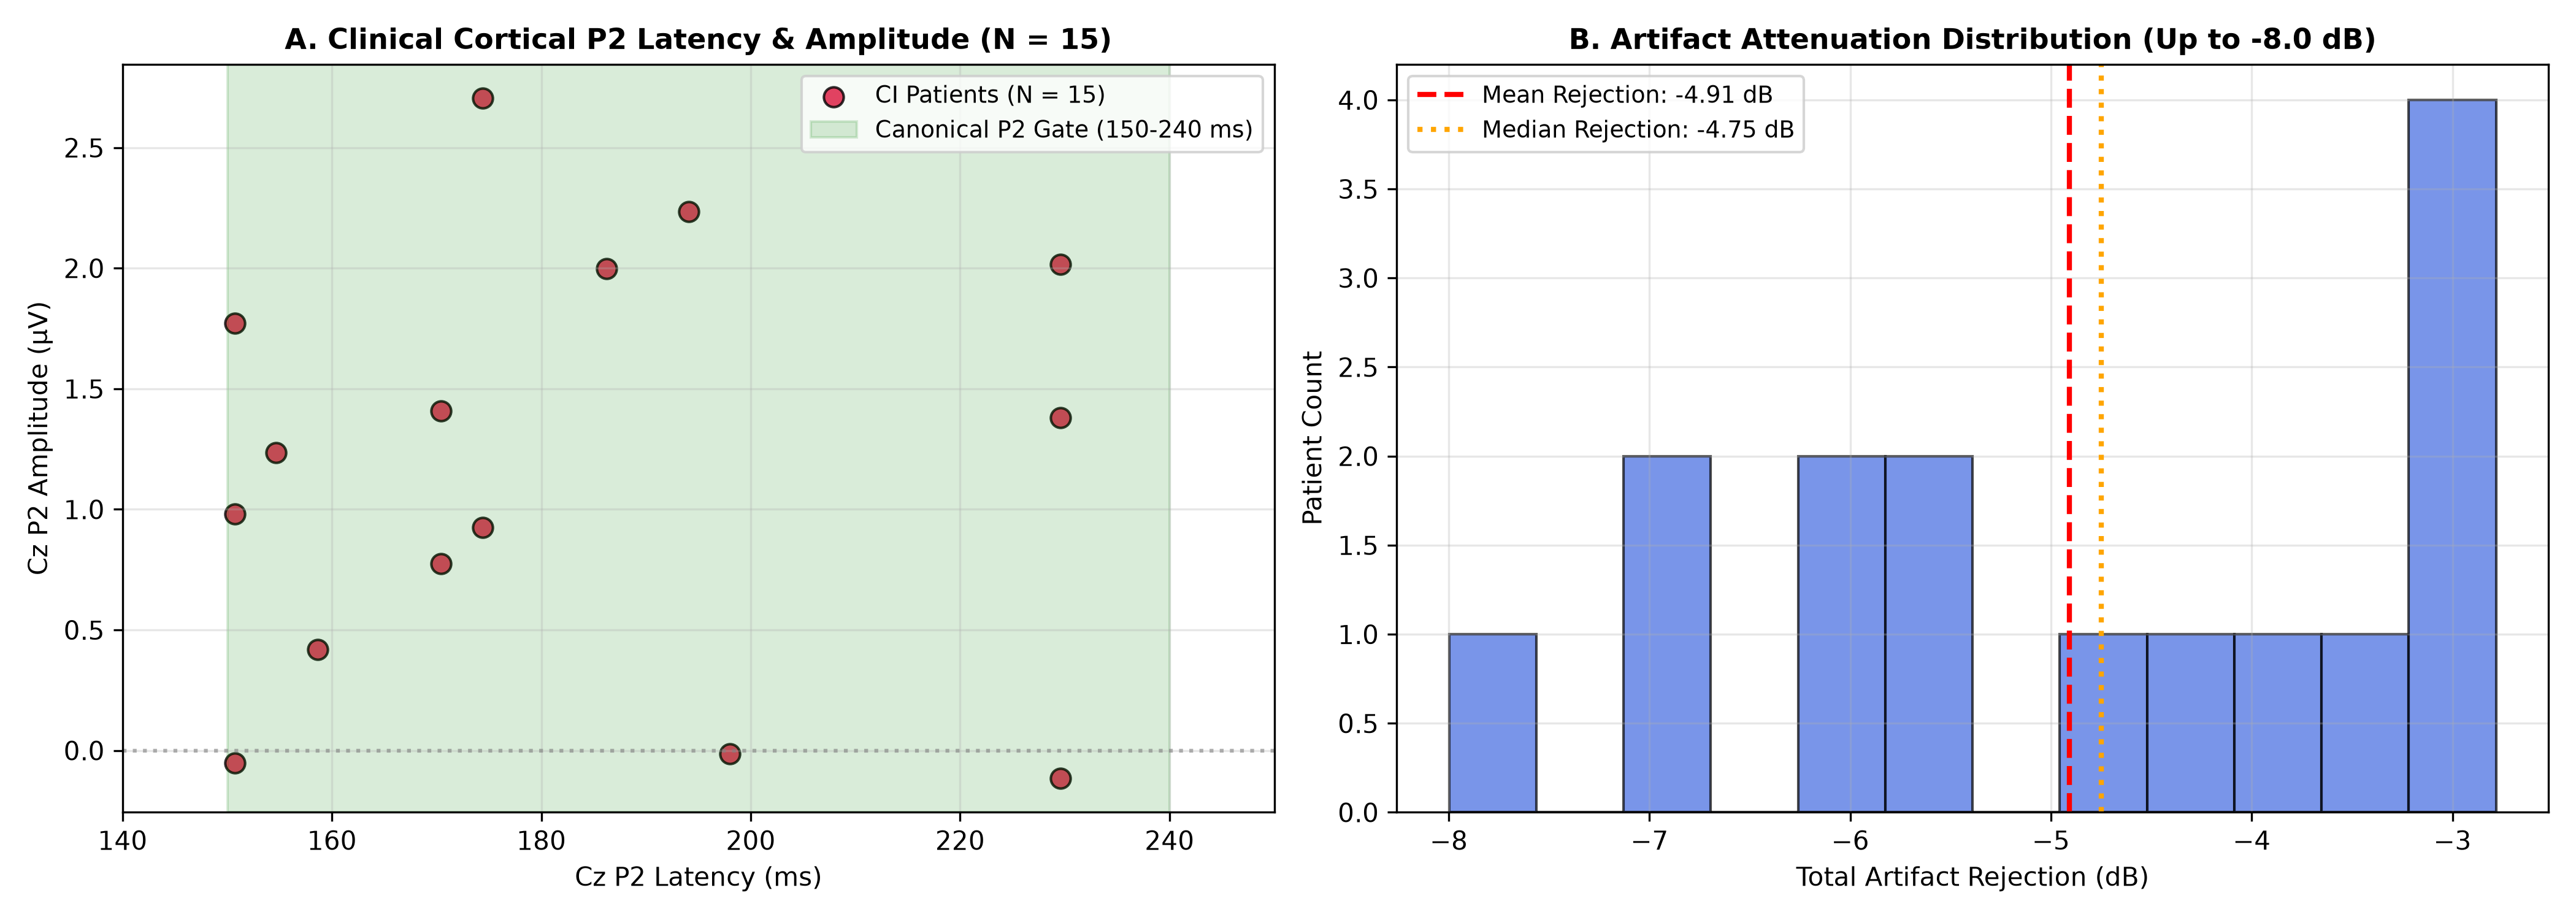 A. Clinical Cortical P2 Latency & Amplitude (N = 15)
CI Patients (N = 15)
Canonical P2 Gate (150-240 ms)
Cz P2 Amplitude (μV)
2.5
2.0
1.5
1.0
0.5
0.0
140 160 180 200 220 240
Cz P2 Latency (ms)
B. Artifact Attenuation Distribution (Up to -8.0 dB)
Mean Rejection: -4.91 dB
Median Rejection: -4.75 dB
Patient Count
4.0
3.5
3.0
2.5
2.0
1.5
1.0
0.5
0.0
−8 −7 −6 −5 −4 −3
Total Artifact Rejection (dB)